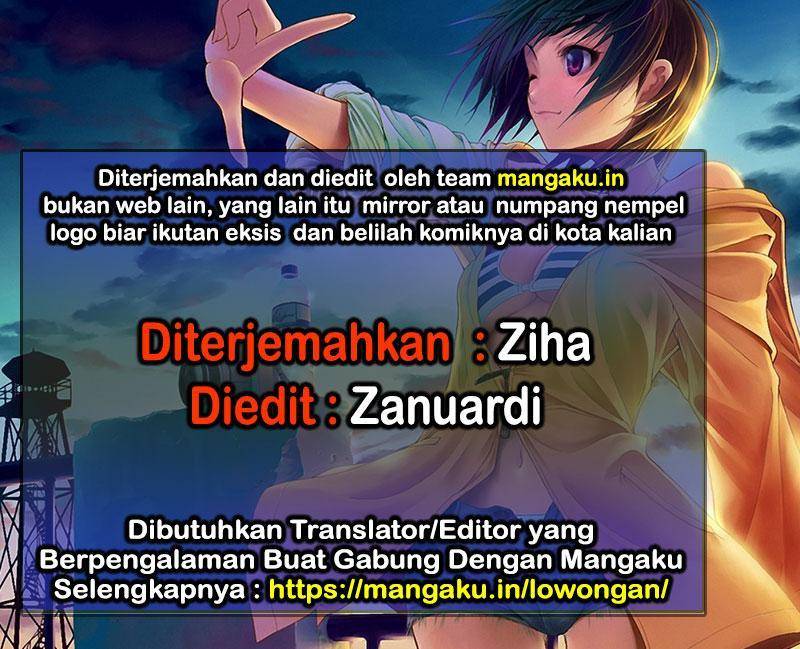 Diterjemahkan dan diedit oleh team mangaku.in
bukan web lain, yang lain itu mirror atau numpang nempel
logo biar ikutan eksis dan belilah komiknya di kota kalian
Diterjemahkan : Ziha
Diedit : Zanuardi
Dibutuhkan Translator/Editor yang
Berpengalaman Buat Gabung Dengan Mangaku
Selengkapnya : https://mangaku.in/lowongan/